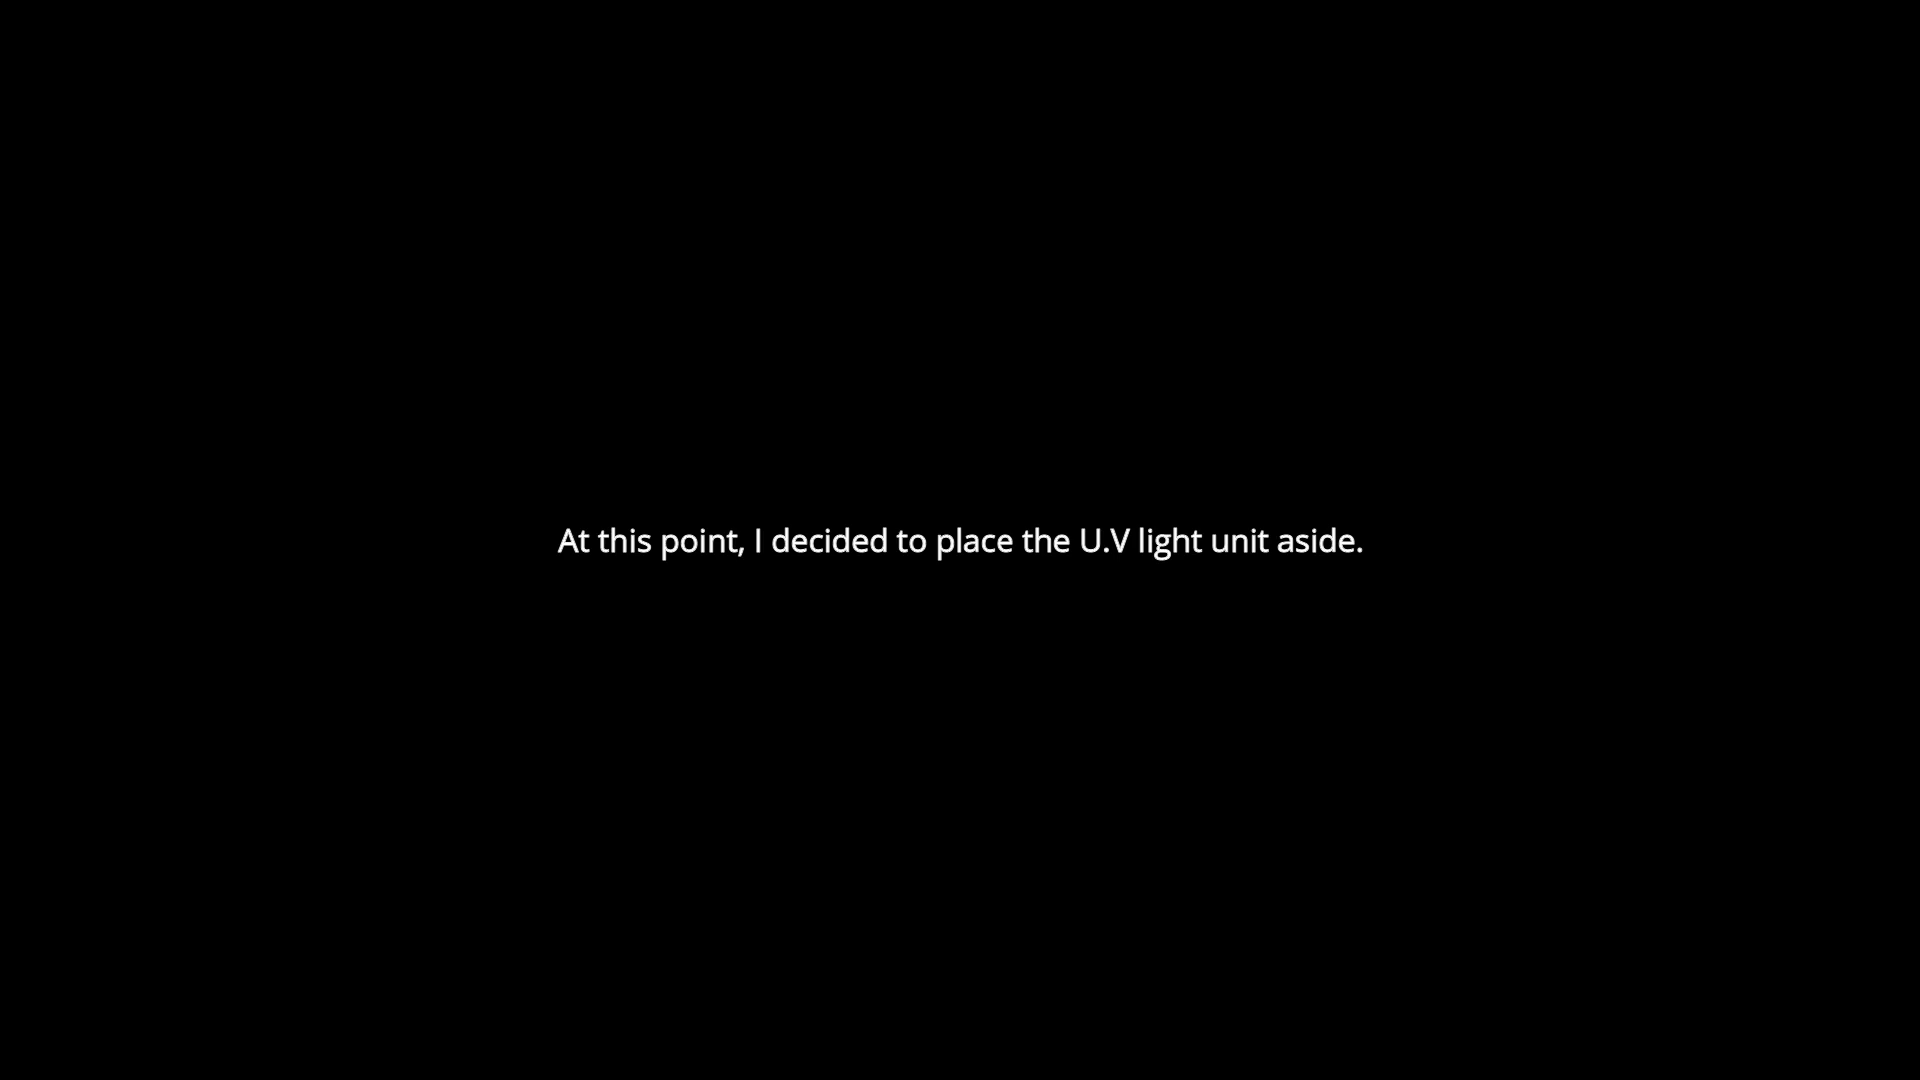 At this point, I decided to place the U.V light unit aside.